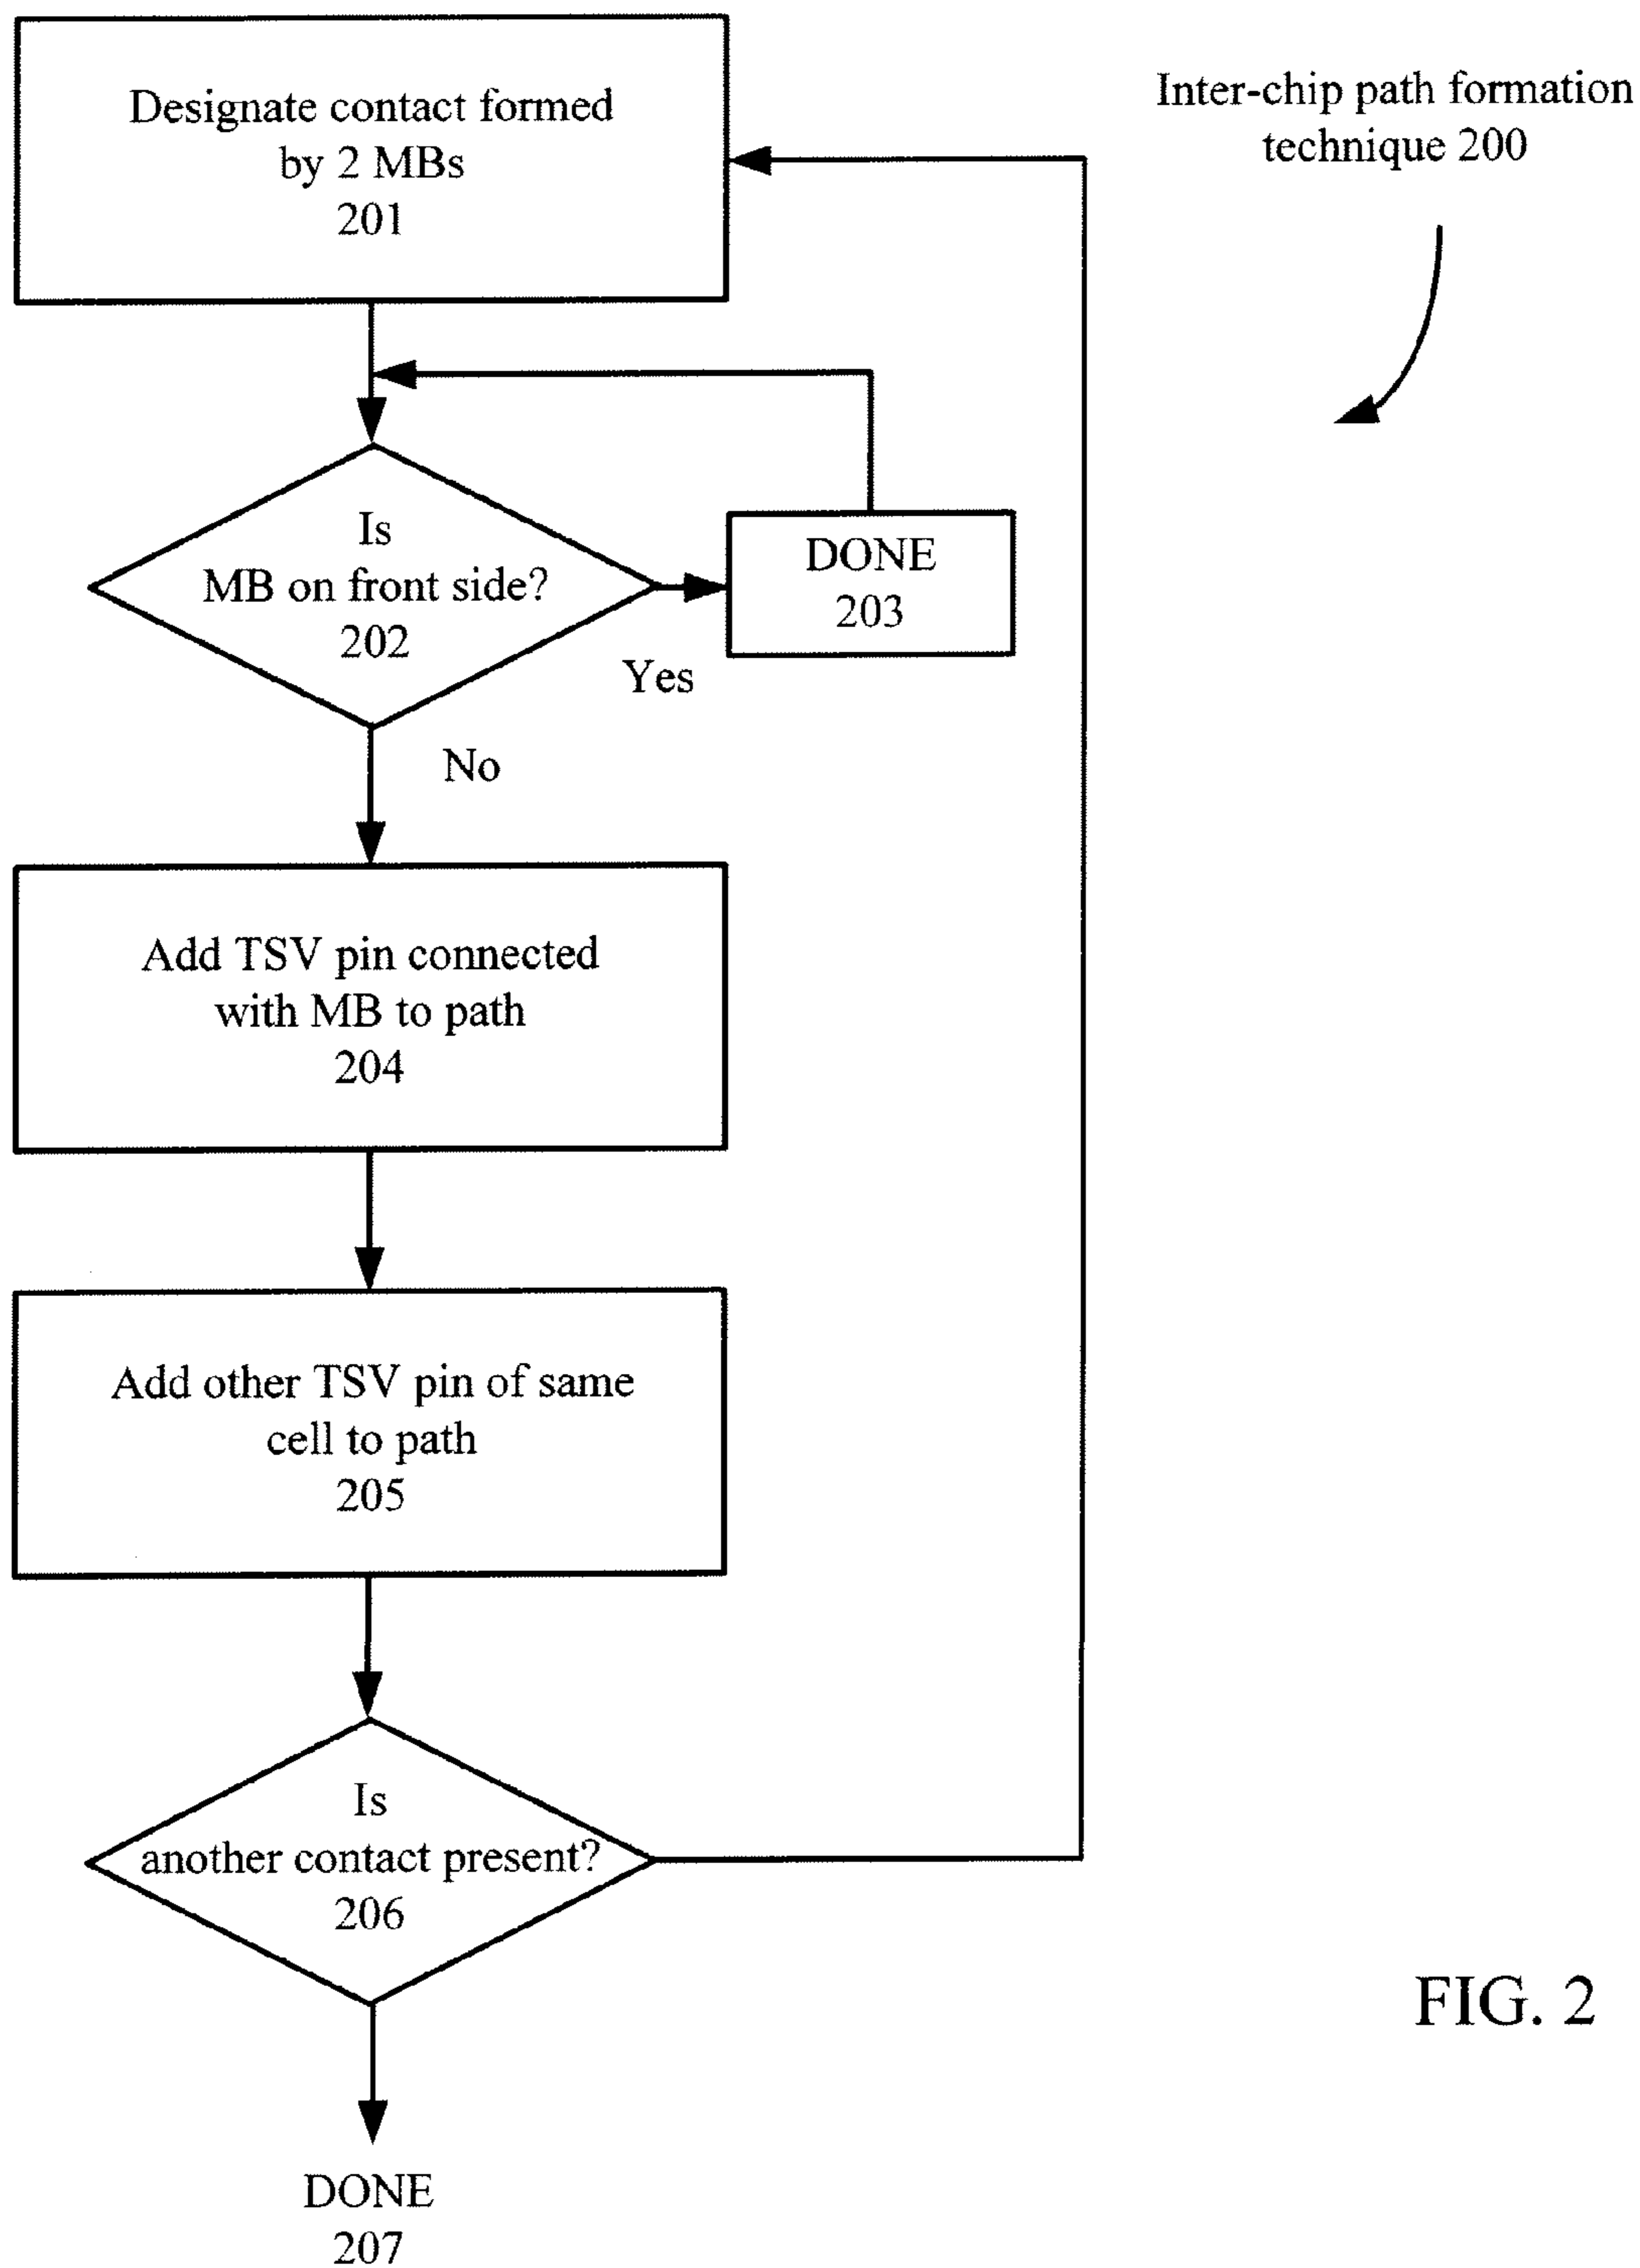 Designate contact formed
by 2 MBs
201
Inter-chip path formation
technique 200
Is
MB on front side?
202
DONE
203
Yes
No
Add TSV pin connected
with MB to path
204
Add other TSV pin of same
cell to path
205
Is
another contact present?
206
FIG. 2
DONE
207